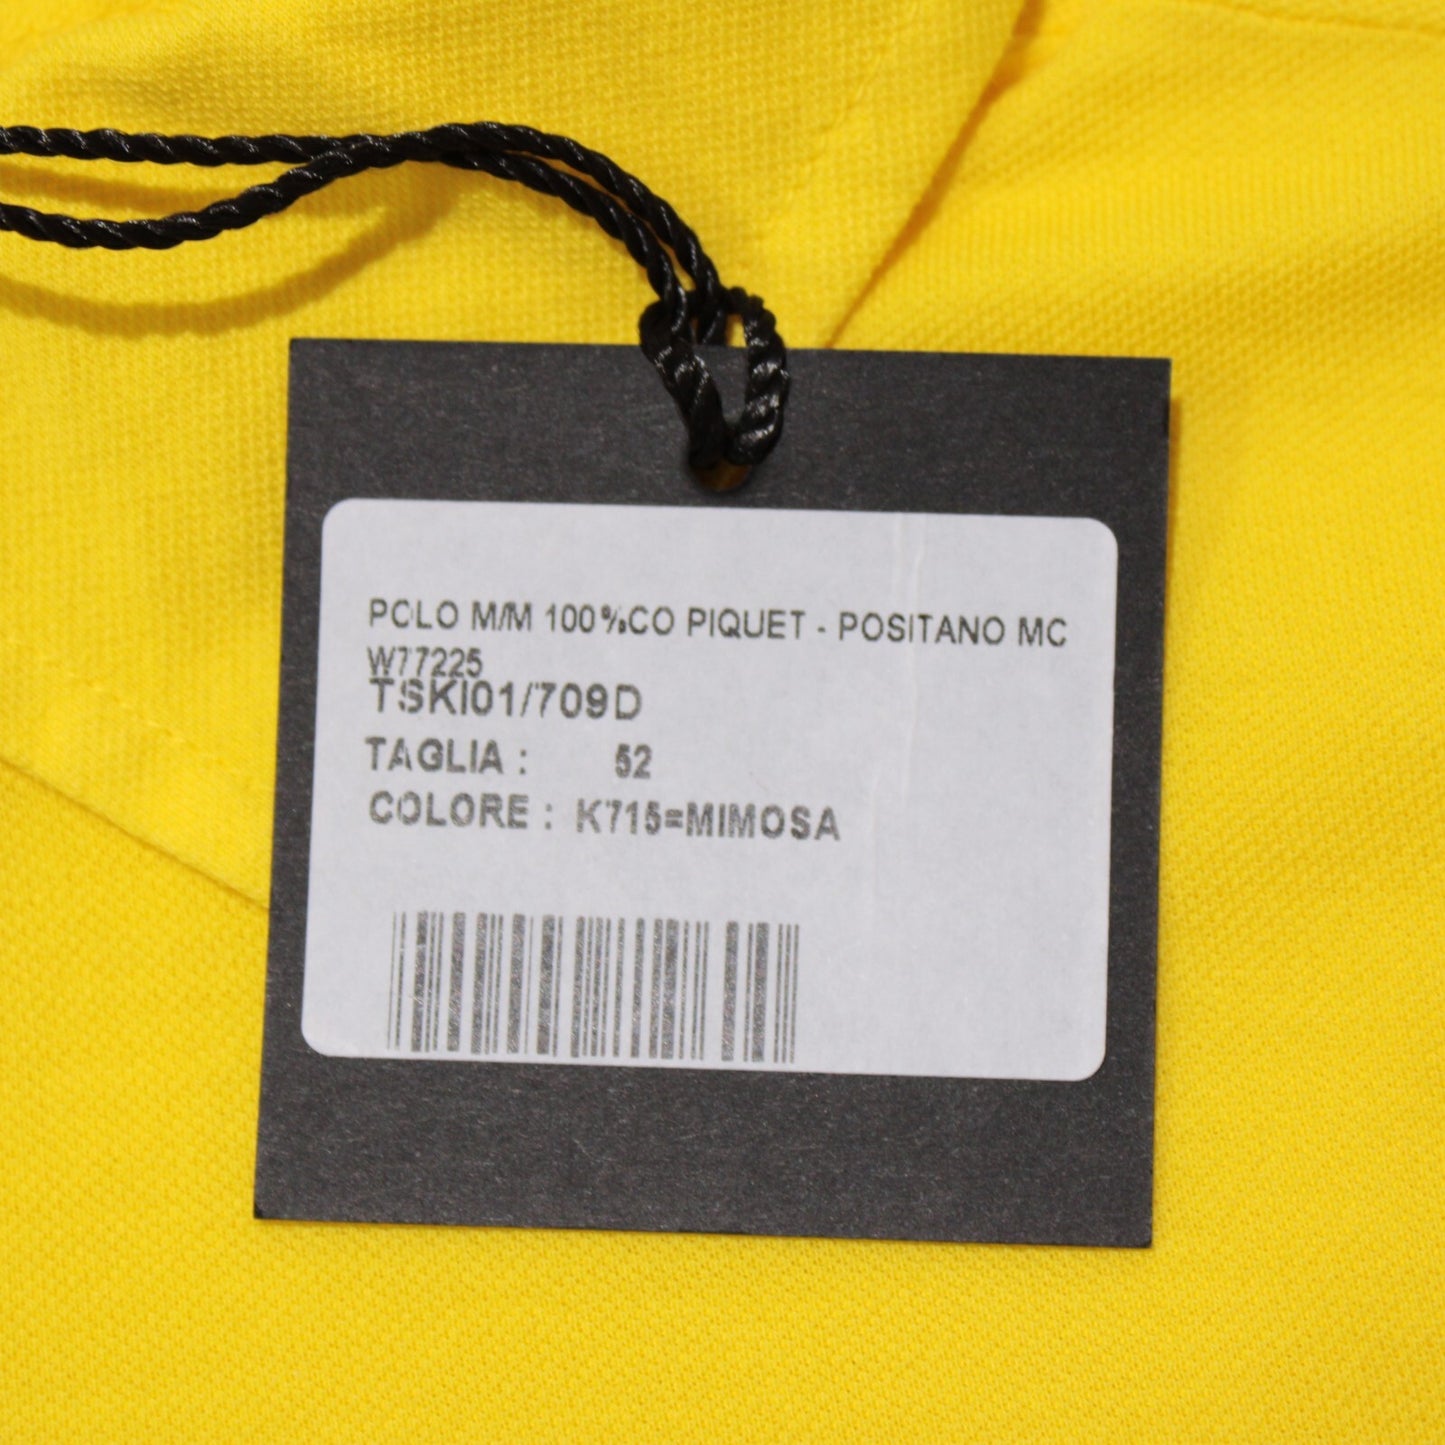 POLO M/M 100%CO PIQUET - POSITANO MC
W77225
TSKI01/709D
TAGLIA : 52
COLORE : K715=MIMOSA